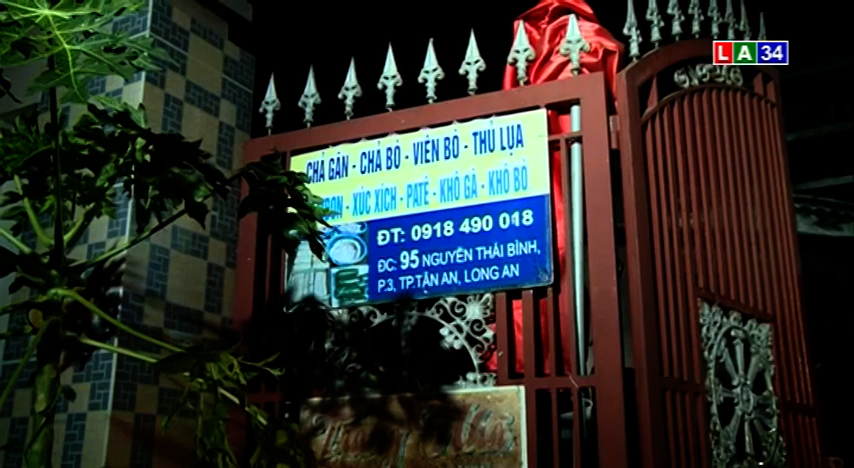 LA34
CHẢ GÂN - CHẢ BÒ - VIÊN BÒ - THỦ LỤA
- XÚC XÍCH - PATÊ - KHÔ GÀ - KHÔ BÒ
ĐT: 0918 490 018
ĐC: 95 NGUYỄN THÁI BÌNH,
P.3, TP.TÂN AN, LONG AN